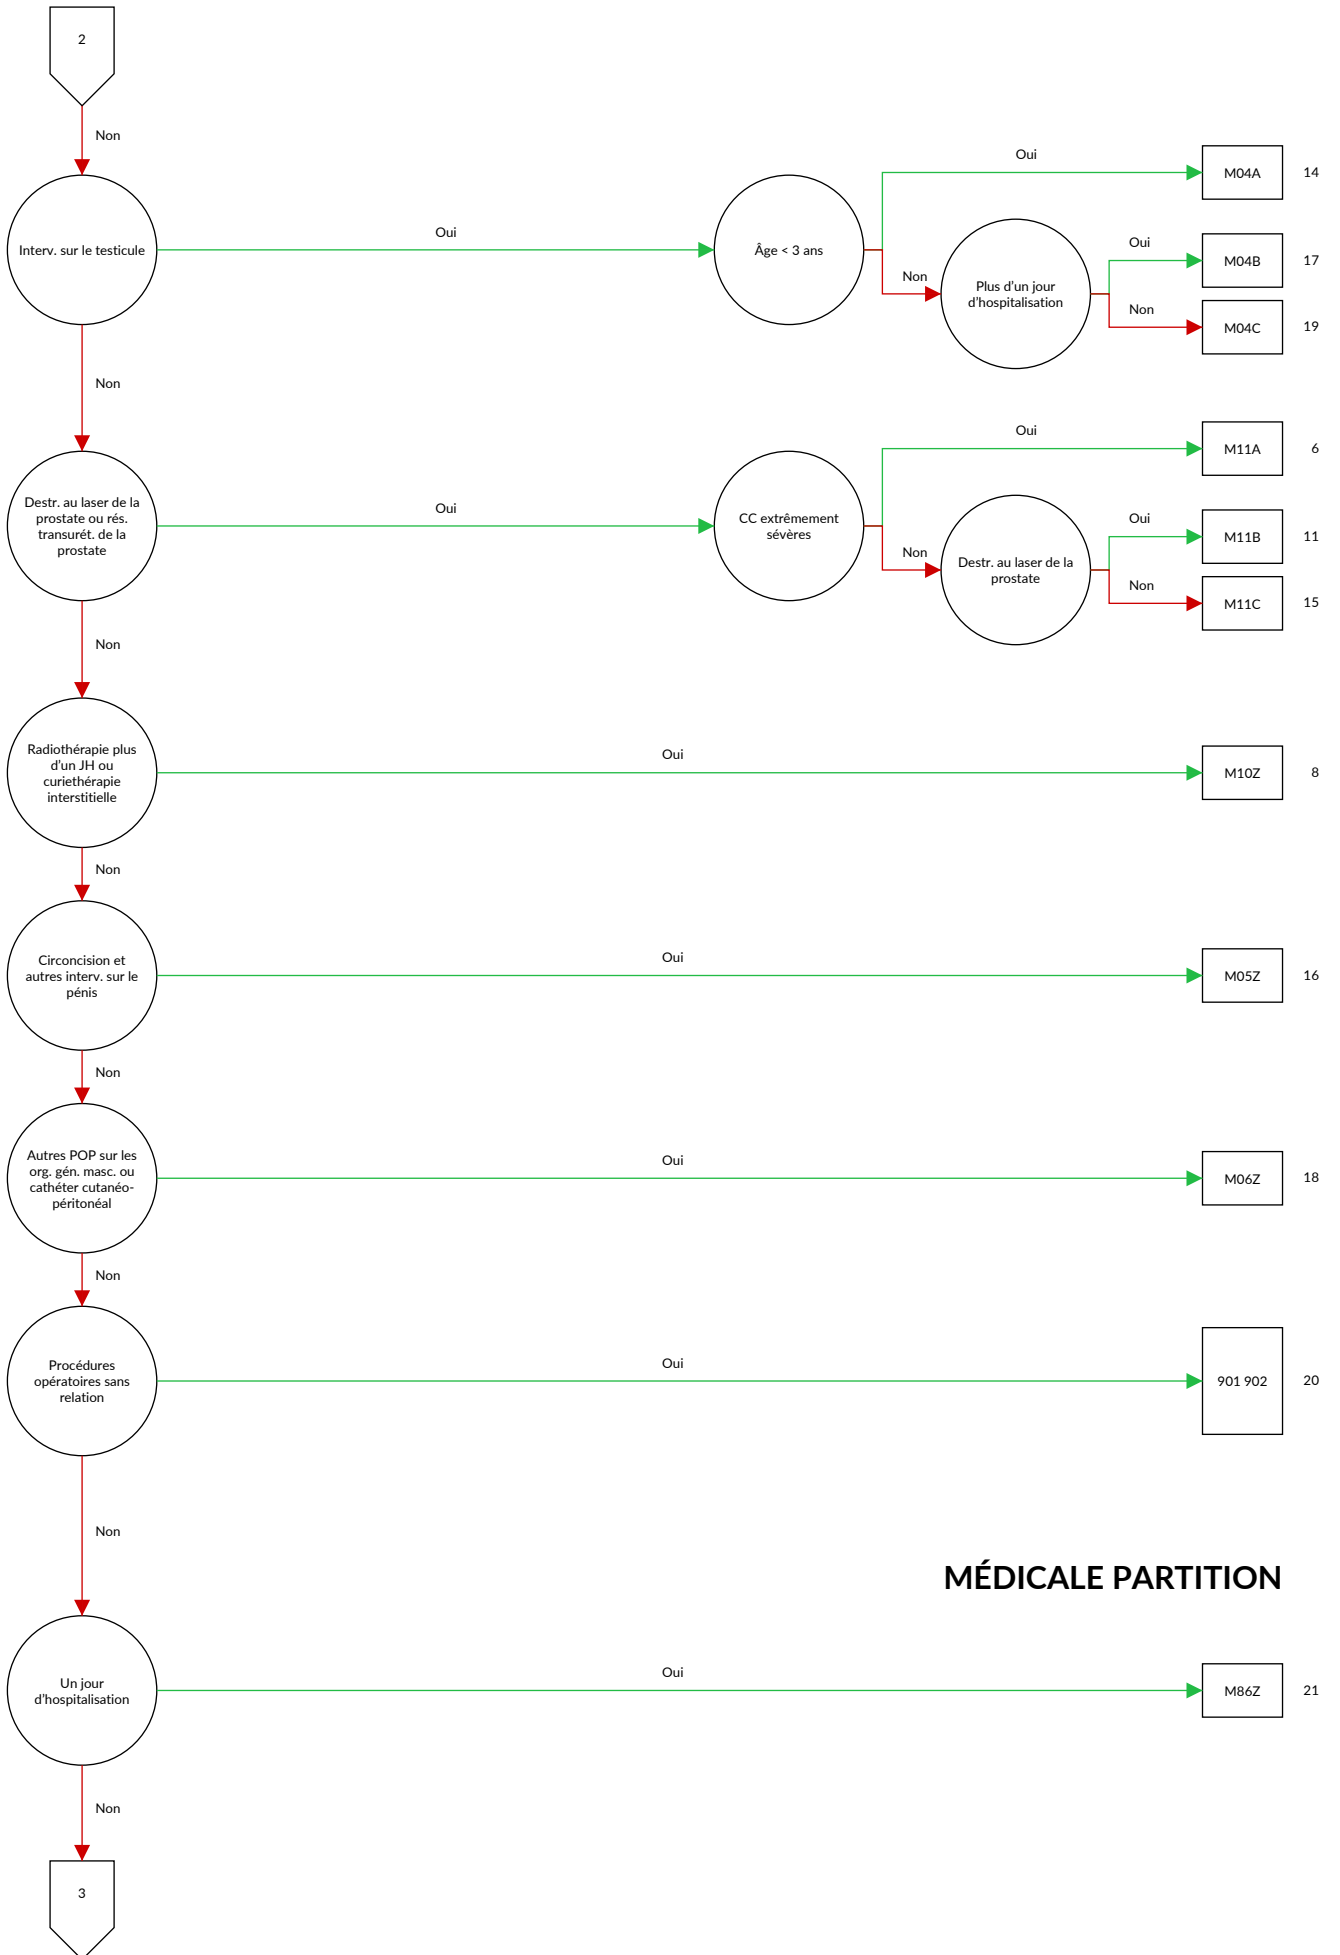 2
Non
Oui
M04A
14
Interv. sur le testicule
Oui
Âge < 3 ans
Non
Plus d'un jour
d'hospitalisation
Oui
M04B
17
Non
M04C
19
Non
Oui
M11A
6
Destr. au laser de la
prostate ou rés.
transurét. de la
prostate
Oui
CC extrêmement
sévères
Non
Destr. au laser de la
prostate
Oui
M11B
11
Non
M11C
15
Non
Radiothérapie plus
d'un JH ou
curiethérapie
interstitielle
Oui
M10Z
8
Non
Circoncision et
autres interv. sur le
pénis
Oui
M05Z
16
Non
Autres POP sur les
org. gén. masc. ou
cathéter cutanéo-
péritonéal
Oui
M06Z
18
Non
Procédures
opératoires sans
relation
Oui
901 902
20
Non
MÉDICALE PARTITION
Un jour
d'hospitalisation
Oui
M86Z
21
Non
3